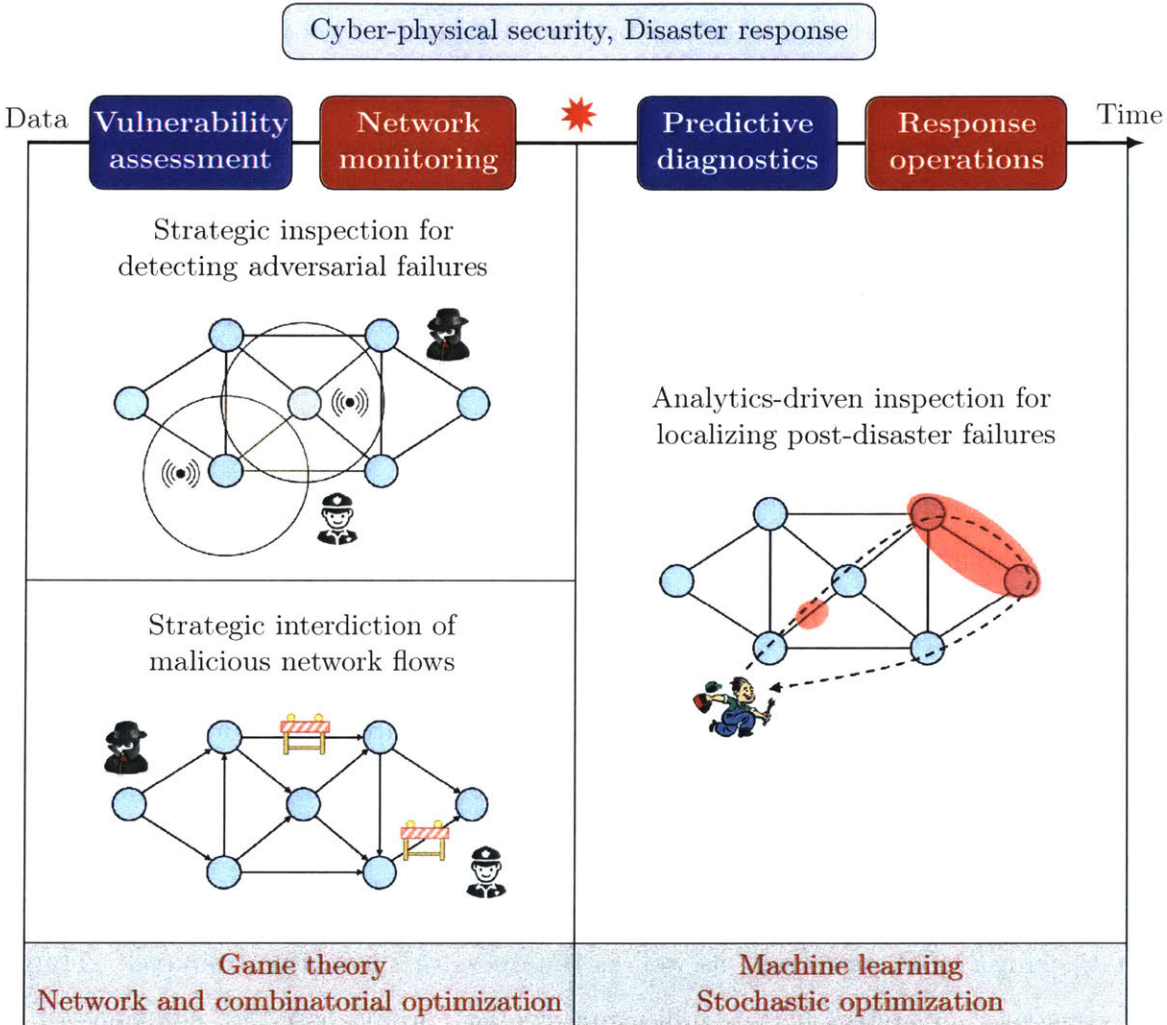 Cyber-physical security, Disaster response
Data
Vulnerability
assessment
Network
monitoring
Predictive
diagnostics
Response
operations
Time
Strategic inspection for
detecting adversarial failures
Analytics-driven inspection for
localizing post-disaster failures
Strategic interdiction of
malicious network flows
Game theory
Network and combinatorial optimization
Machine learning
Stochastic optimization